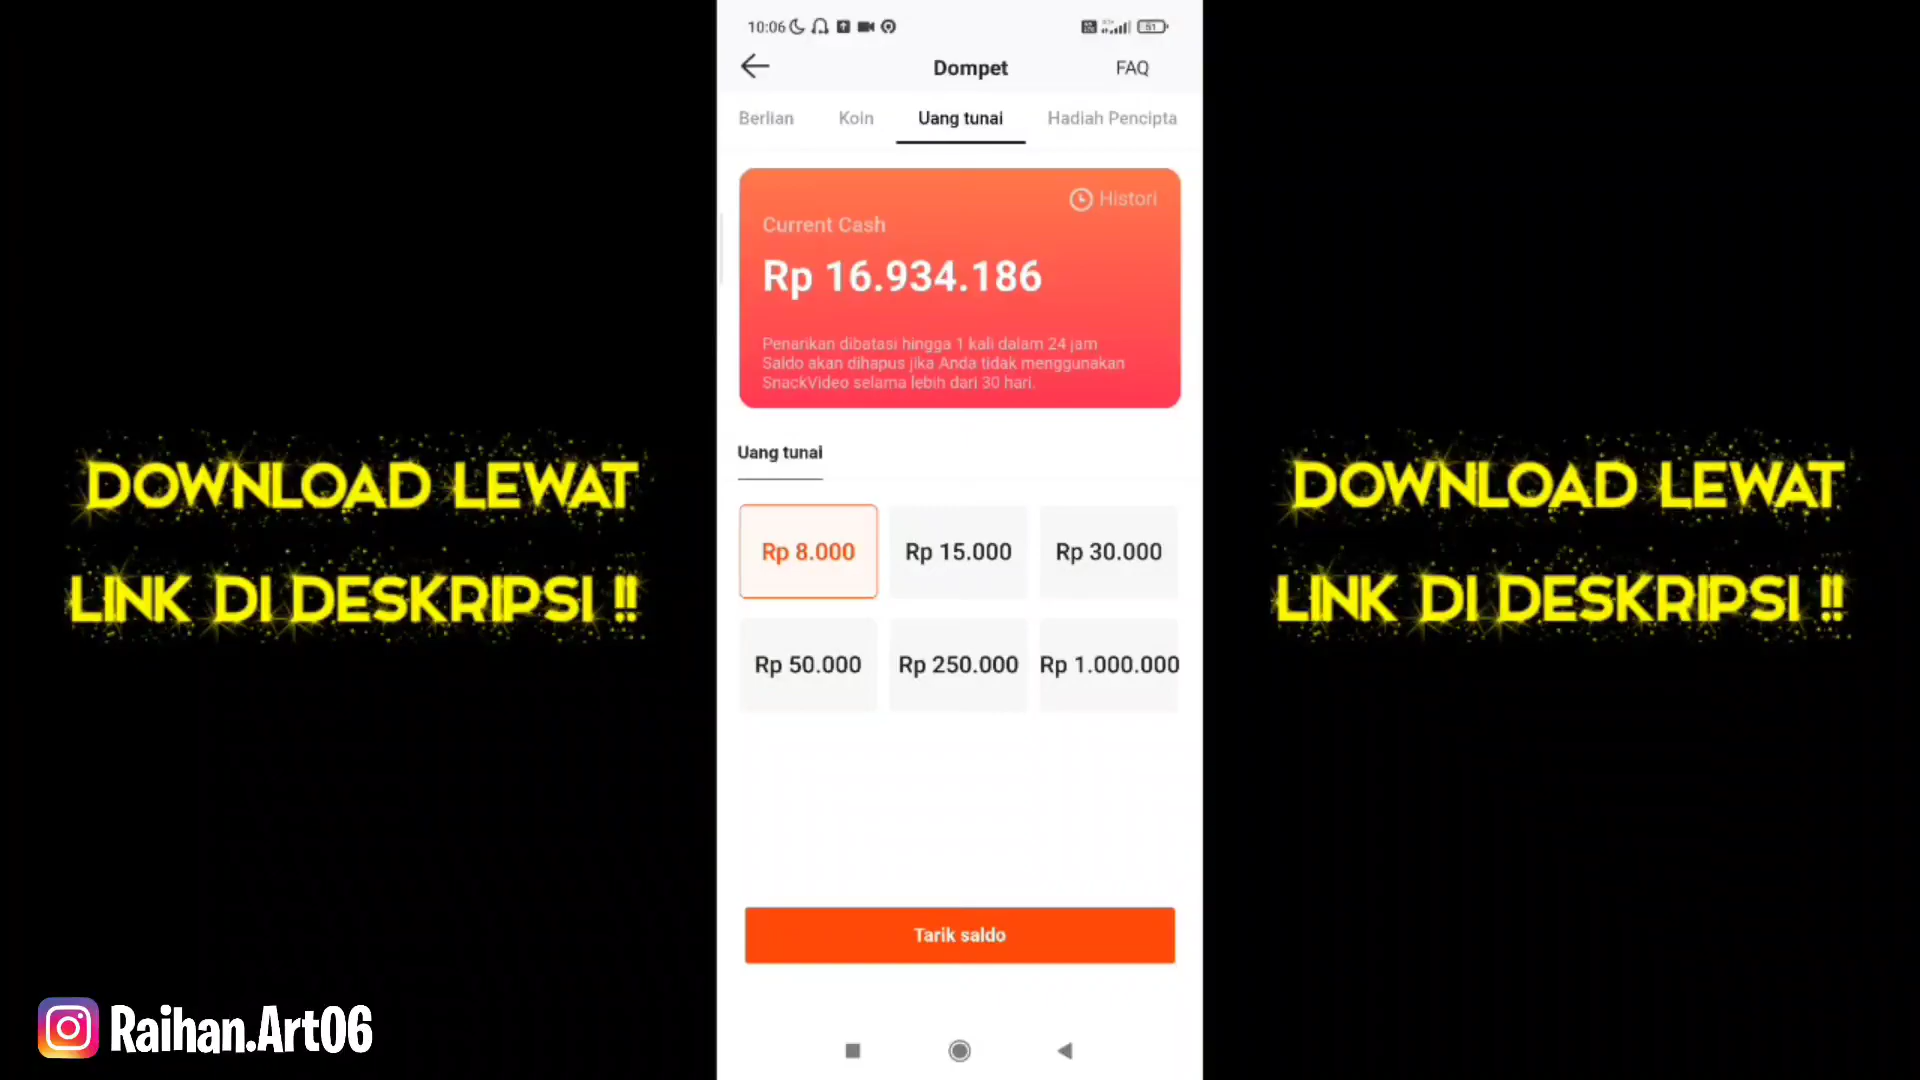 10:06
51
Dompet
FAQ
Berlian
Koin
Uang tunai
Hadiah Pencipta
Histori
Current Cash
Rp 16.934.186
Penarikan dibatasi hingga 1 kali dalam 24 jam
Saldo akan dihapus jika Anda tidak menggunakan
SnackVideo selama lebih dari 30 hari.
Uang tunai
Rp 8.000
Rp 15.000
Rp 30.000
Rp 50.000
Rp 250.000
Rp 1.000.000
Tarik saldo
DOWNLOAD LEWAT
LINK DI DESKRIPSI !!
DOWNLOAD LEWAT
LINK DI DESKRIPSI !!
Raihan.Art06